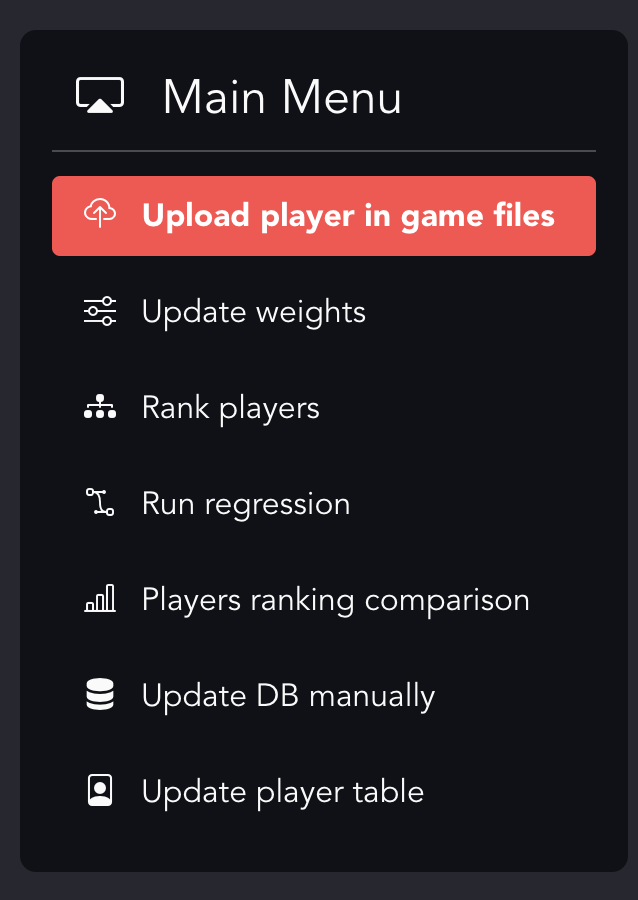 Main Menu
Upload player in game files
Update weights
Rank players
Run regression
Players ranking comparison
Update DB manually
Update player table